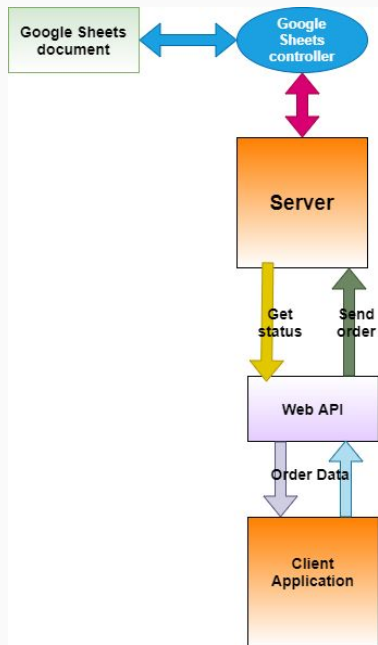 Google Sheets
document
Google
Sheets
controller
Server
Get
status
Send
order
Web API
Order Data
Client
Application